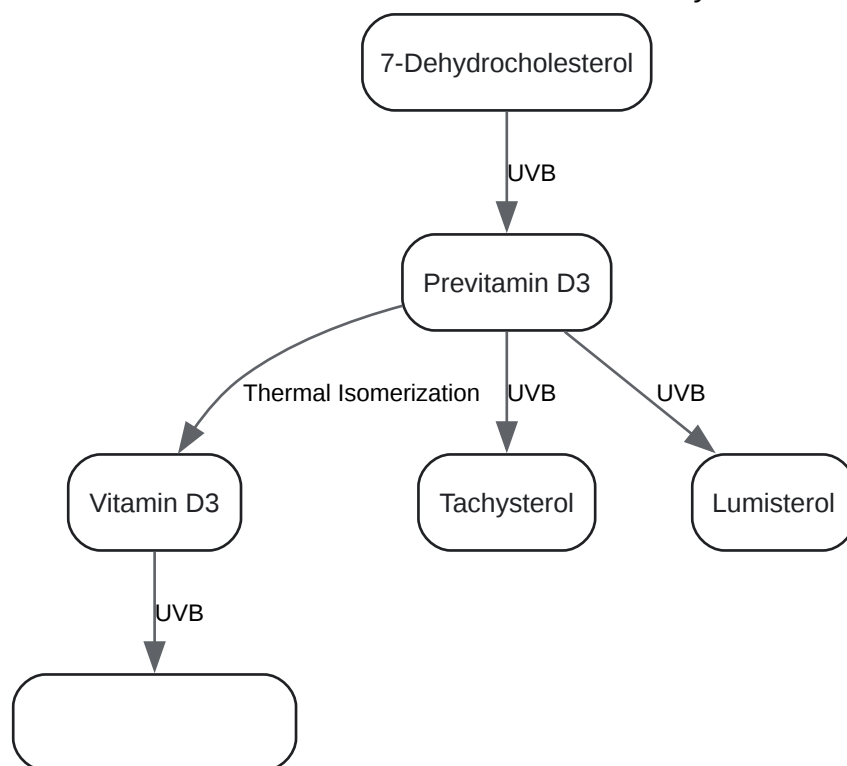 7-Dehydrocholesterol
UVB
Previtamin D3
Thermal Isomerization
UVB
UVB
Vitamin D3
Tachysterol
Lumisterol
UVB